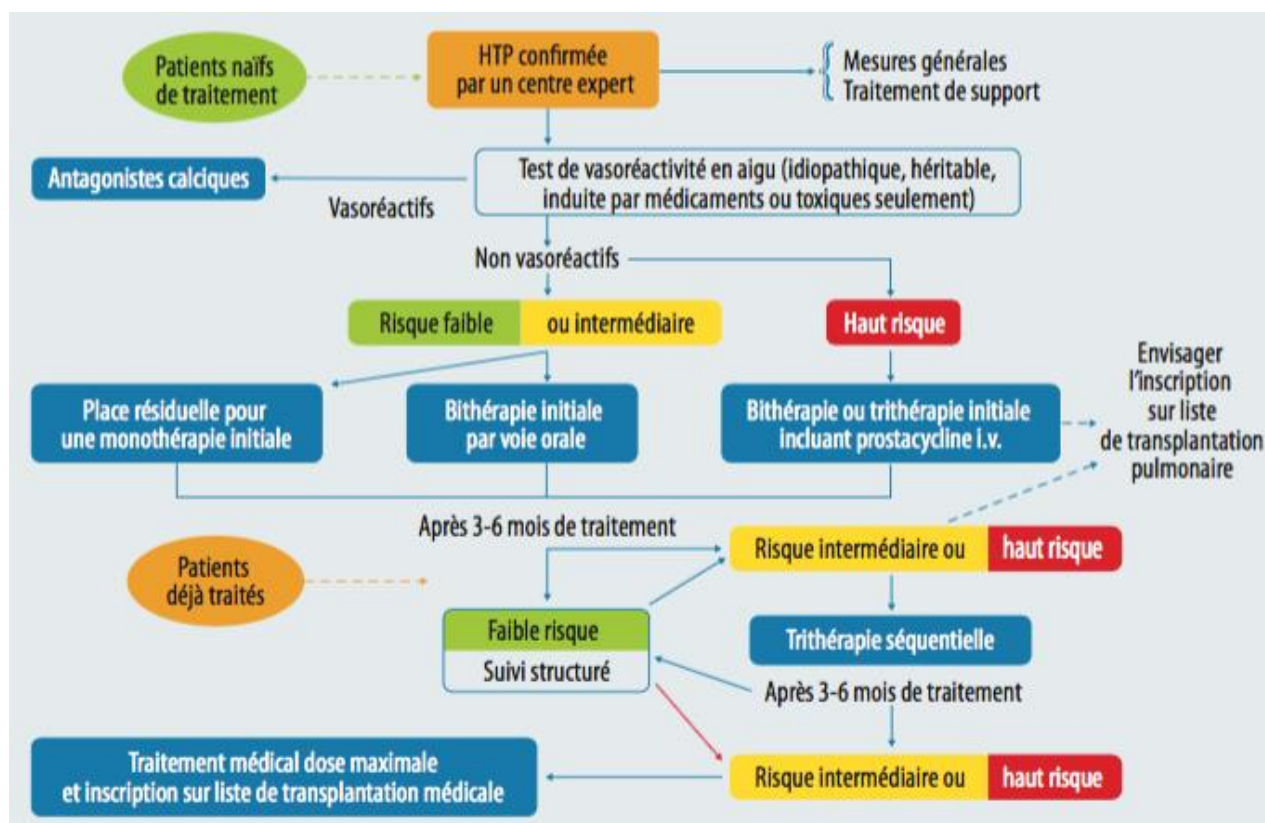 Patients naïfs
de traitement
HTP confirmée
par un centre expert
Mesures générales
Traitement de support
Antagonistes calciques
Vasoréactifs
Test de vasoréactivité en aigu (idiopathique, héritable,
induite par médicaments ou toxiques seulement)
Non vasoréactifs
Risque faible
ou intermédiaire
Haut risque
Envisager
l'inscription
sur liste
de transplantation
pulmonaire
Place résiduelle pour
une monothérapie initiale
Bithérapie initiale
par voie orale
Bithérapie ou trithérapie initiale
incluant prostacycline i.v.
Après 3-6 mois de traitement
Risque intermédiaire ou
haut risque
Patients
déjà traités
Faible risque
Suivi structuré
Trithérapie séquentielle
Après 3-6 mois de traitement
Traitement médical dose maximale
et inscription sur liste de transplantation médicale
Risque intermédiaire ou
haut risque